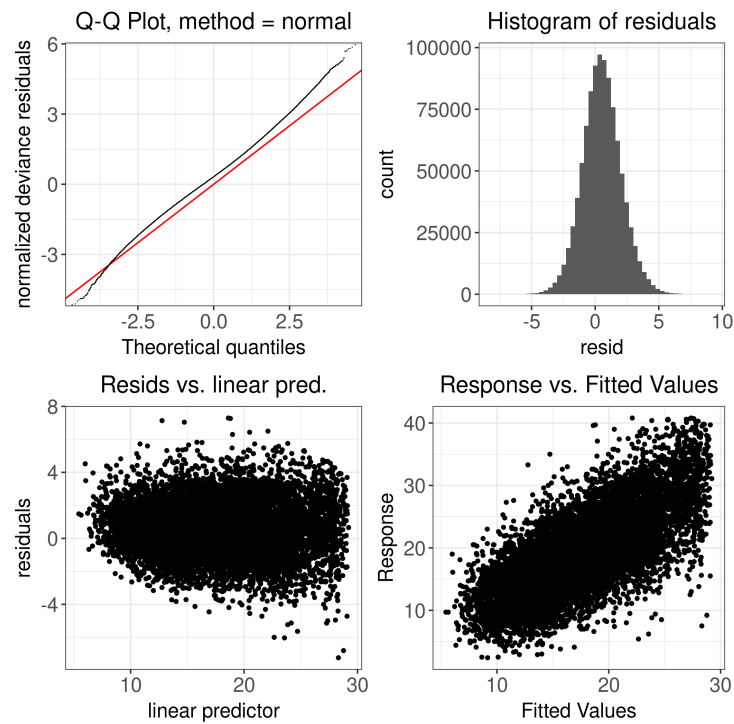 Q-Q Plot, method = normal
normalized deviance residuals
6
3
0
-3
-2.5 0.0 2.5
Theoretical quantiles
Histogram of residuals
count
100000
75000
50000
25000
0
-5 0 5 10
resid
Resids vs. linear pred.
residuals
8
4
0
-4
10 20 30
linear predictor
Response vs. Fitted Values
Response
40
30
20
10
10 20 30
Fitted Values